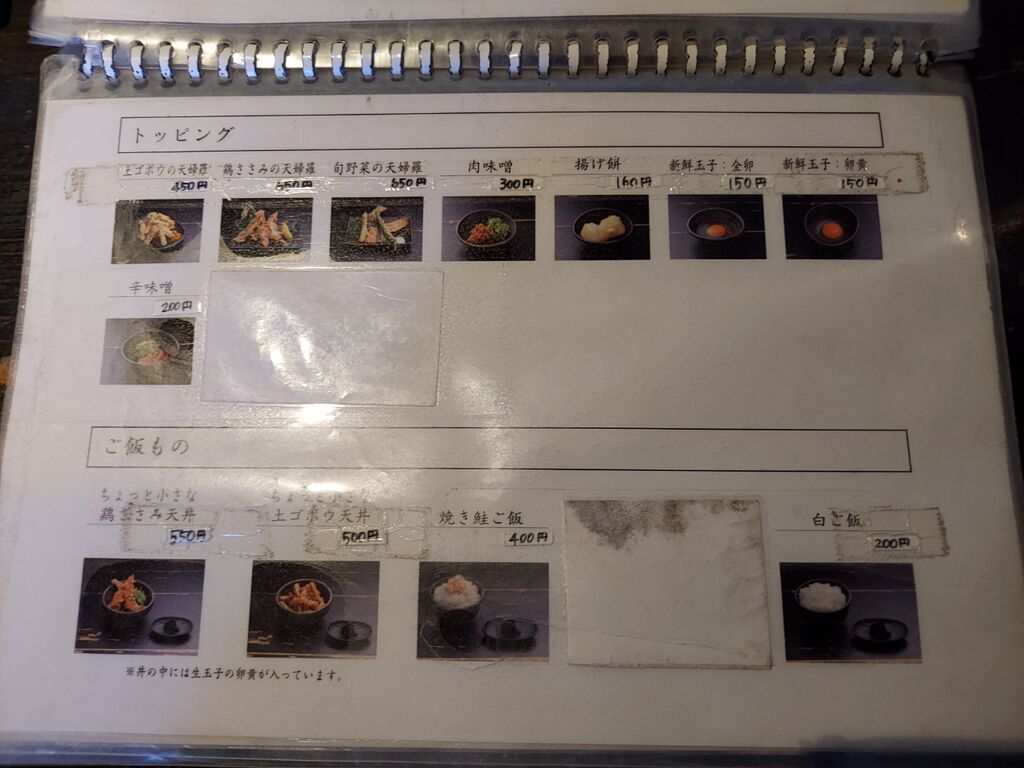 トッピング
土ゴボウの天婦羅
450円
鶏ささみの天婦羅
550円
旬野菜の天婦羅
650円
肉味噌
300円
揚げ餅
160円
新鮮玉子：全卵
150円
新鮮玉子：卵黄
150円
辛味噌
200円
ご飯もの
ちょっと小さな
鶏ささみ天丼
550円
ちょっと小さな
土ゴボウ天丼
500円
焼き鮭ご飯
400円
白ご飯
200円
※丼の中には生玉子の卵黄が入っています。